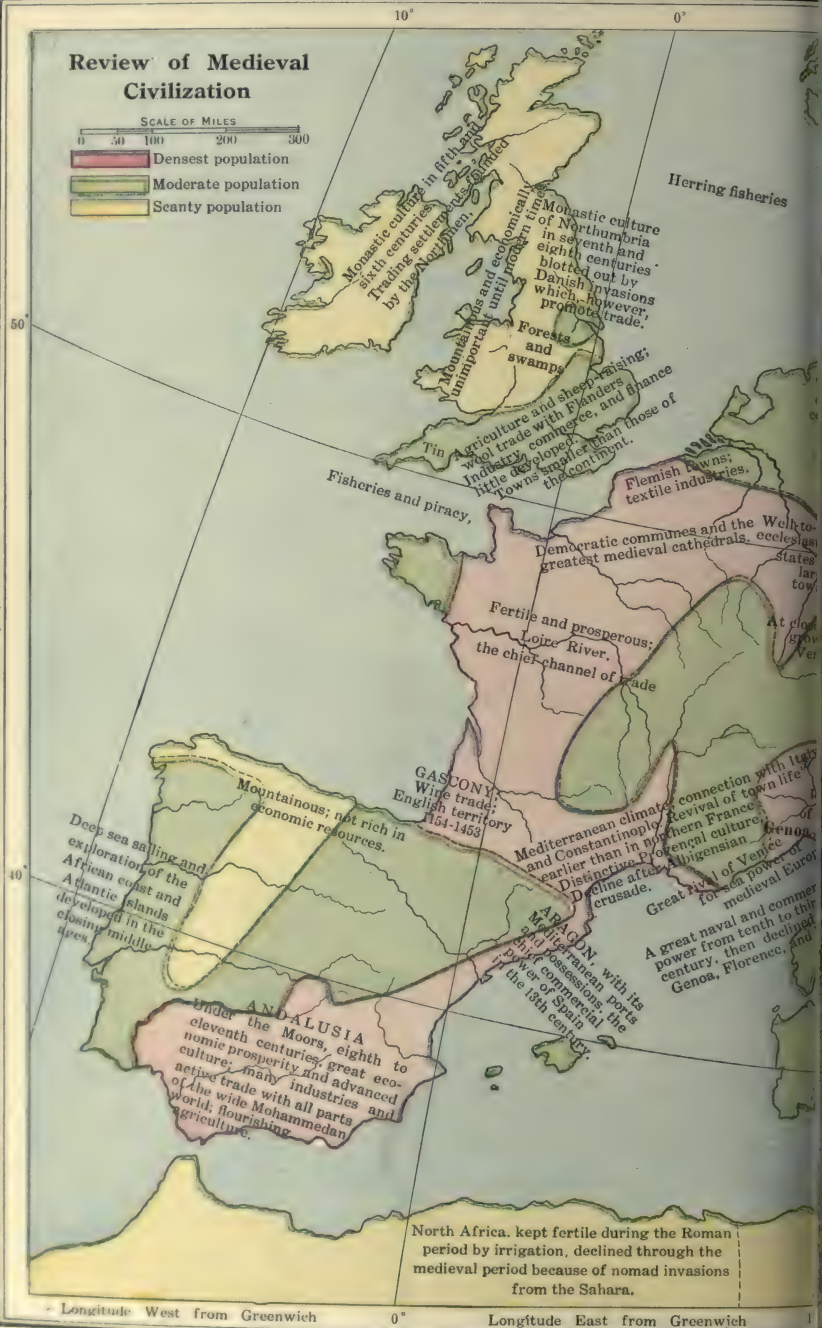 10°
0°
Review of Medieval
Civilization
SCALE OF MILES
0 50 100 200 300
Densest population
Moderate population
Scanty population
Herring fisheries
Monastic culture in fifth and
sixth centuries.
Trading settlements founded
by the Northmen.
Mountainous and economically
unimportant until modern times
Monastic culture
of Northumbria
in seventh and
eighth centuries
blotted out by
Danish invasions
which, however,
promote trade.
50°
Forests
and
swamps
Tin
Agriculture and sheep-raising;
wool trade with Flanders
Industry, commerce, and finance
little developed.
Towns smaller than those of
the continent.
Fisheries and piracy,
Flemish towns;
textile industries.
Democratic communes and the
greatest medieval cathedrals.
Well-to-
states
lar
tow
Fertile and prosperous;
Loire River,
the chief channel of trade
GASCONY
Wine trade;
English territory
1154-1453
Mountainous; not rich in
economic resources.
Mediterranean climate, connection with Italy
and Constantinople. Revival of town life
earlier than in northern France
Distinctive Provençal culture;
Decline after Albigensian
crusade.
Genoa
of
Great rival of Venice
for sea power of
medieval Europ
A great naval and commer
power from tenth to thir
century, then declined
Genoa, Florence, and
40°
Deep sea sailing and
exploration of the
African coast and
Atlantic islands
developed in the
closing middle
ages.
ARAGON, with its
Mediterranean ports
and possessions, the
chief commercial
power of Spain
in the 13th century.
ANDALUSIA
Under the Moors, eighth to
eleventh centuries, great eco-
nomic prosperity and advanced
culture; many industries and
active trade with all parts
of the wide Mohammedan
world; flourishing
agriculture.
North Africa, kept fertile during the Roman
period by irrigation, declined through the
medieval period because of nomad invasions
from the Sahara.
Longitude West from Greenwich
0°
Longitude East from Greenwich